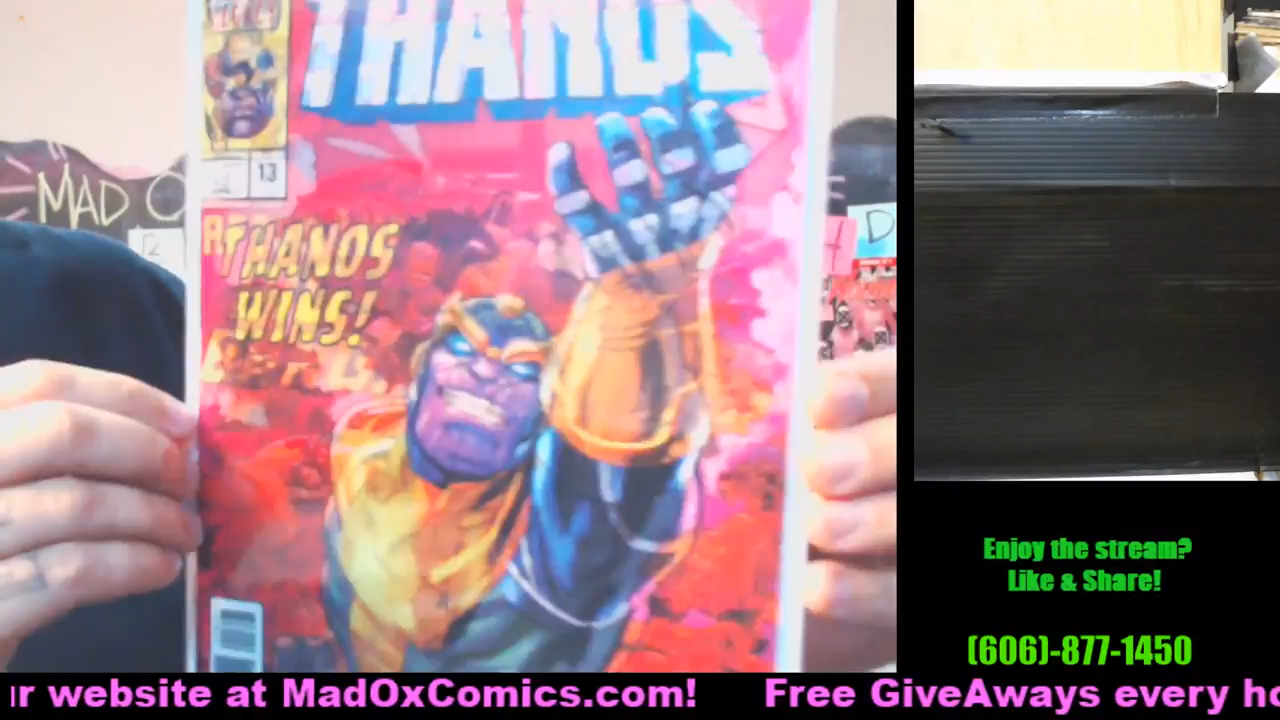 THANOS
13
MAD O
THANOS
WINS!
D
Enjoy the stream?
Like & Share!
(606)-877-1450
r website at MadOxComics.com! Free GiveAways every ho